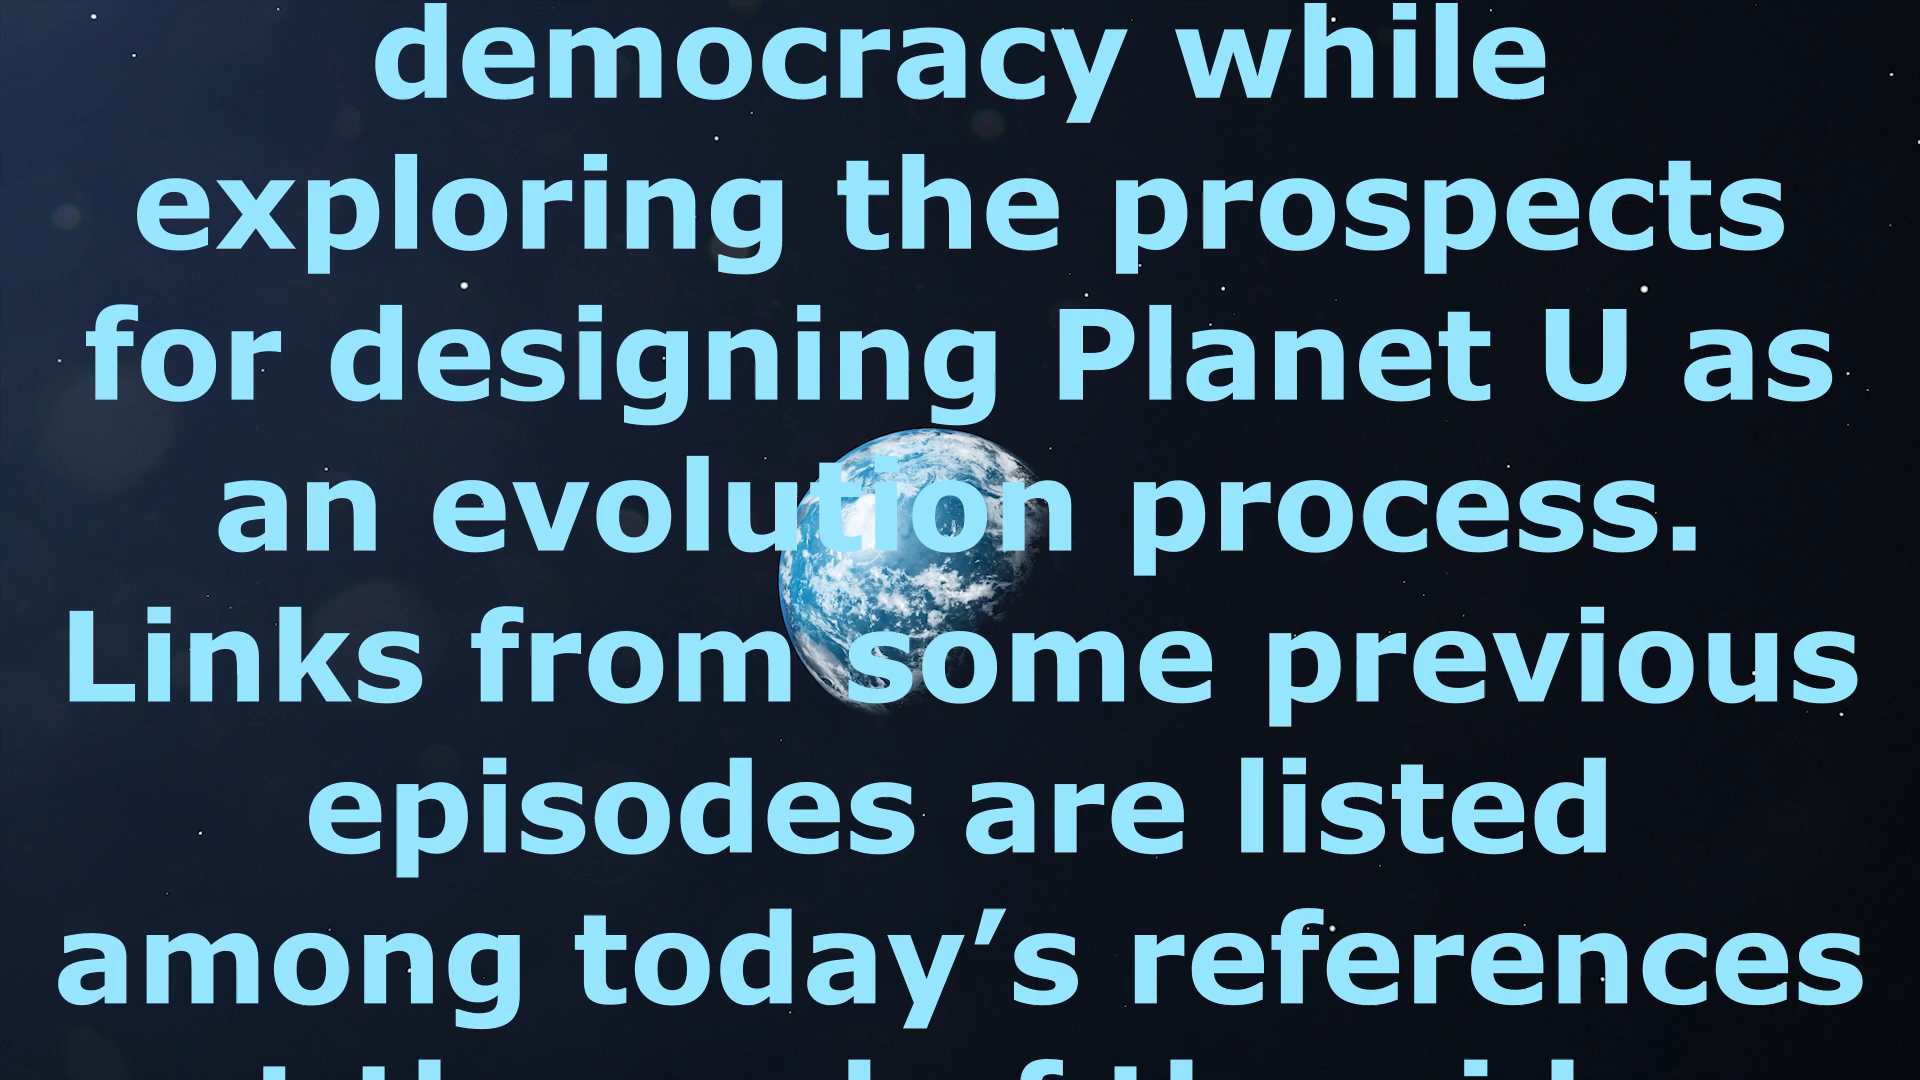 democracy while
exploring the prospects
for designing Planet U as
an evolution process.
Links from some previous
episodes are listed
among today’s references